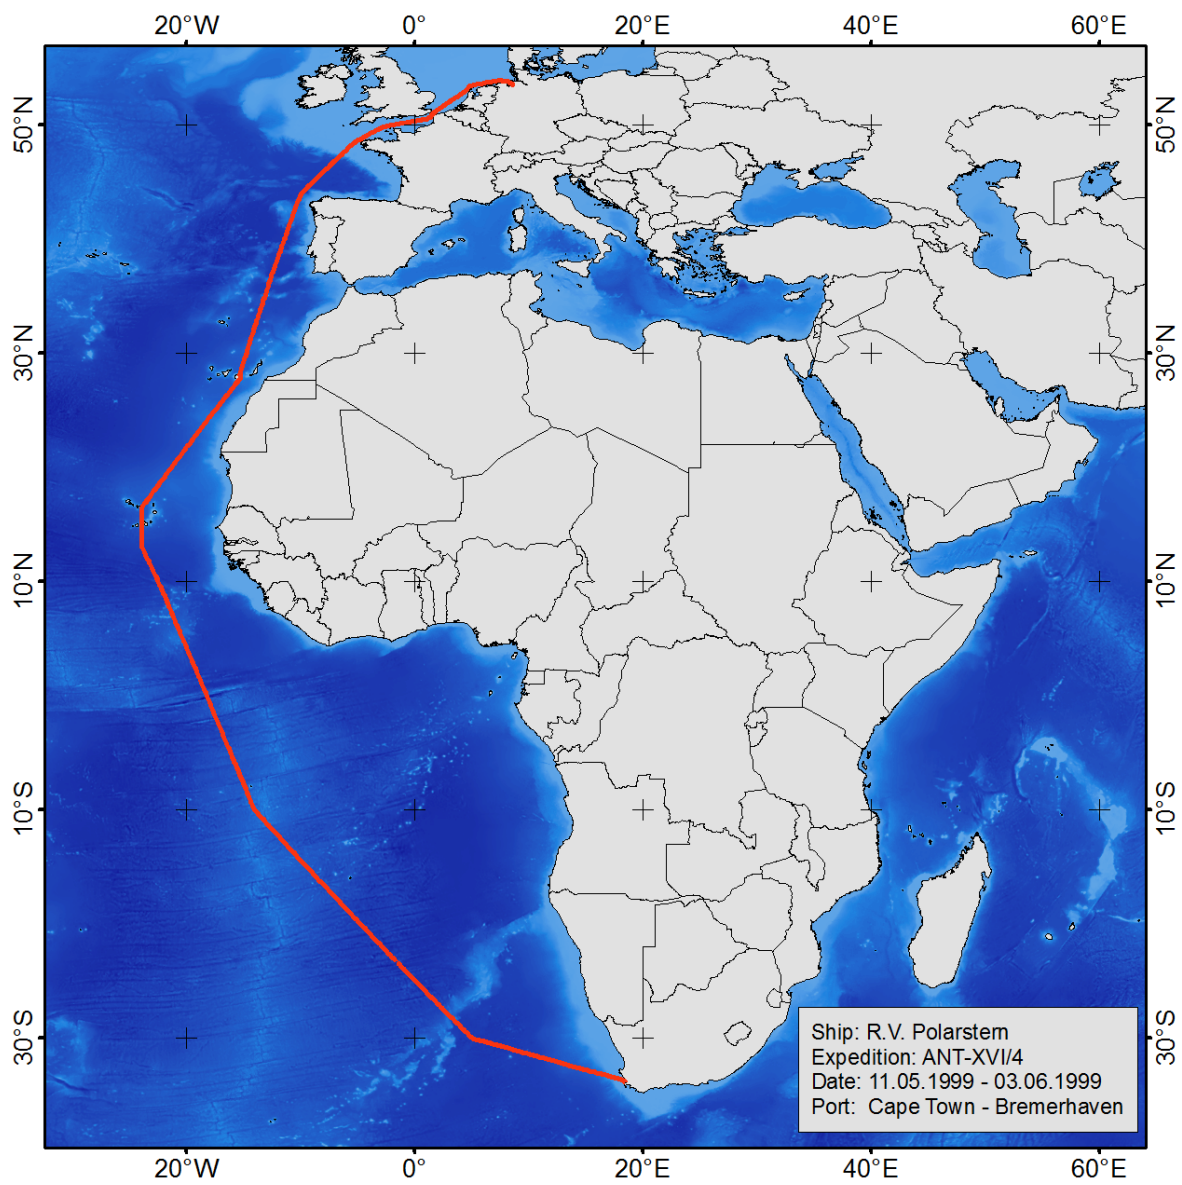 20°W 0° 20°E 40°E 60°E
50°N 50°N
30°N 30°N
10°N 10°N
10°S 10°S
30°S 30°S
Ship: R.V. Polarstern
Expedition: ANT-XVI/4
Date: 11.05.1999 - 03.06.1999
Port: Cape Town - Bremerhaven
20°W 0° 20°E 40°E 60°E